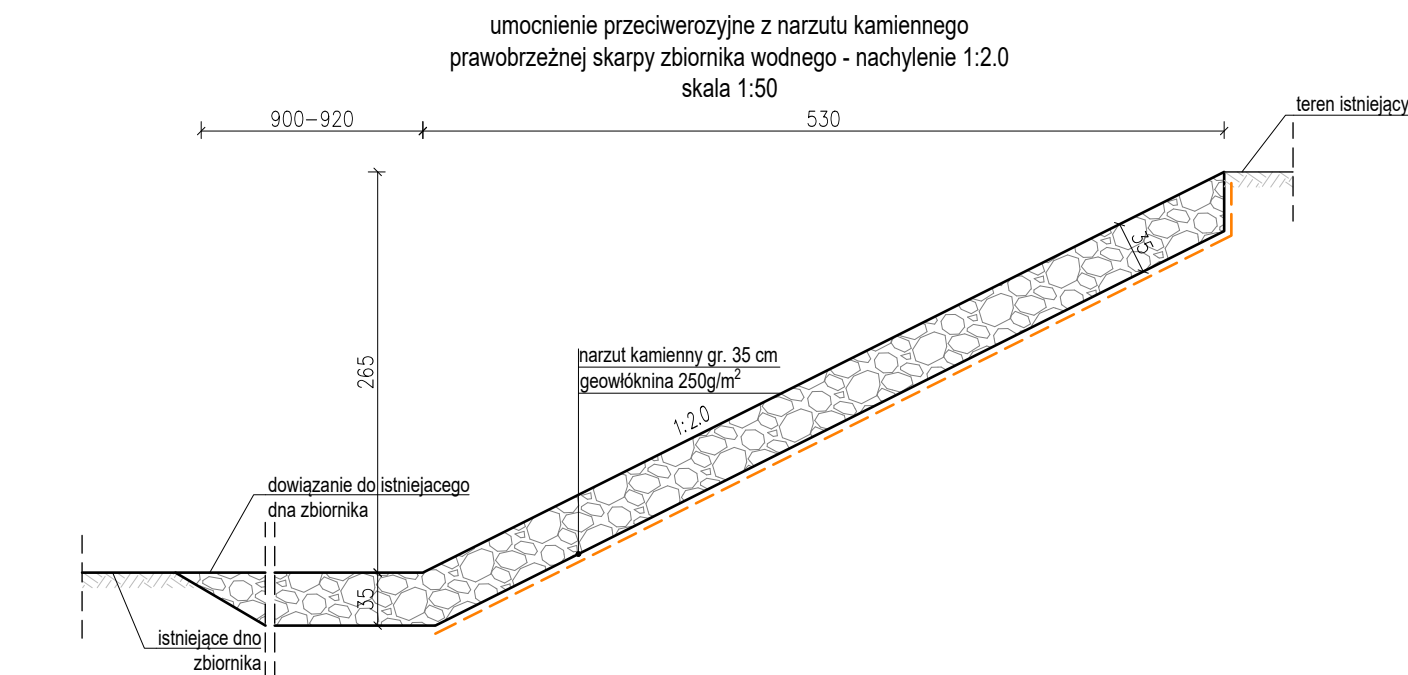 umocnienie przeciwerozyjne z narzutu kamiennego
prawobrzeżnej skarpy zbiornika wodnego - nachylenie 1:2.0
skala 1:50
teren istniejący
900-920
530
35
265
narzut kamienny gr. 35 cm
geowłóknina 250g/m²
1:2.0
dowiązanie do istniejacego
dna zbiornika
35
istniejące dno
zbiornika